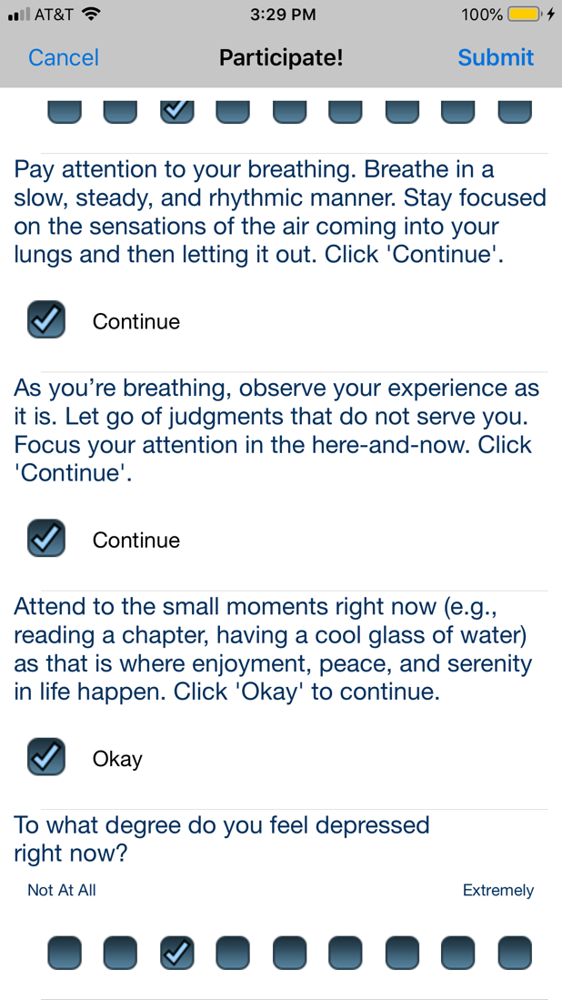 AT&T 3:29 PM 100%
Cancel Participate! Submit
Pay attention to your breathing. Breathe in a
slow, steady, and rhythmic manner. Stay focused
on the sensations of the air coming into your
lungs and then letting it out. Click 'Continue'.
Continue
As you’re breathing, observe your experience as
it is. Let go of judgments that do not serve you.
Focus your attention in the here-and-now. Click
'Continue'.
Continue
Attend to the small moments right now (e.g.,
reading a chapter, having a cool glass of water)
as that is where enjoyment, peace, and serenity
in life happen. Click 'Okay' to continue.
Okay
To what degree do you feel depressed
right now?
Not At All Extremely